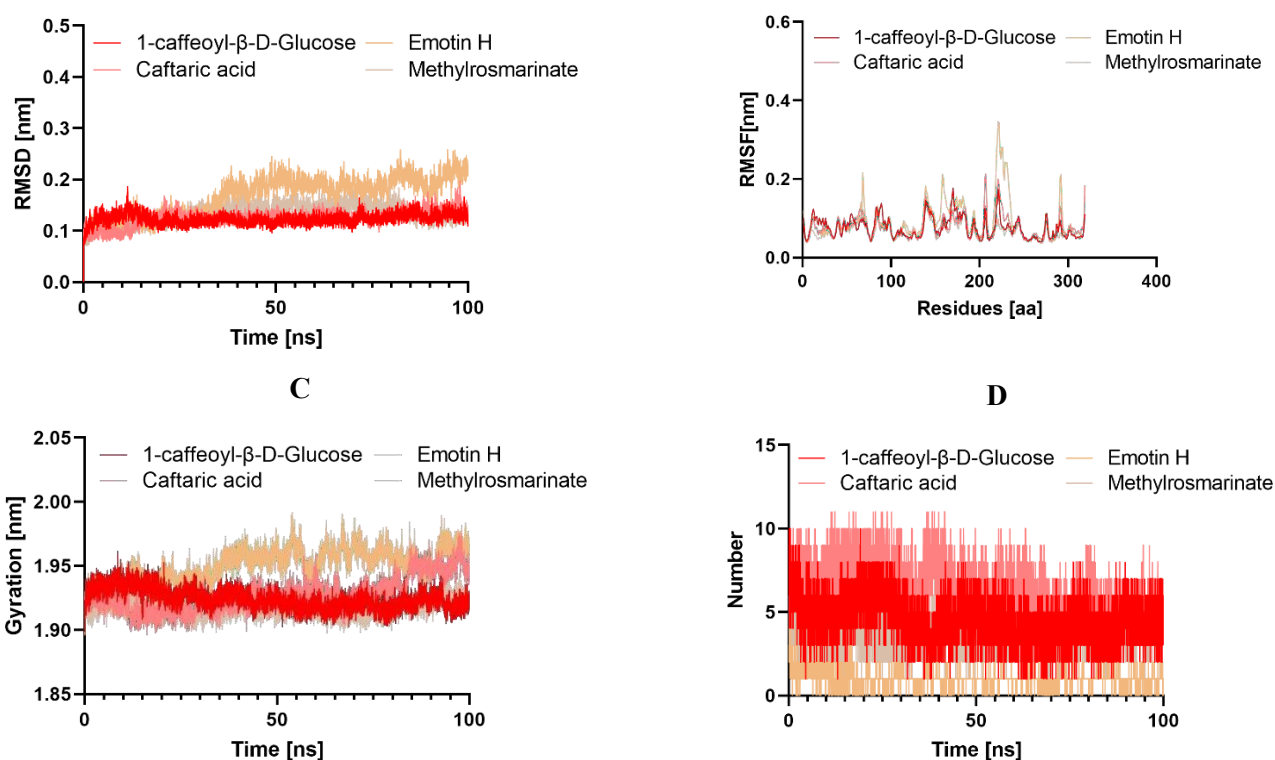 0.5
0.4
0.3
0.2
0.1
0.0
RMSD [nm]
1-caffeoyl-β-D-Glucose
Caftaric acid
Emotin H
Methylrosmarinate
0 50 100
Time [ns]
0.6
0.4
0.2
0.0
RMSF[nm]
1-caffeoyl-β-D-Glucose
Caftaric acid
Emotin H
Methylrosmarinate
0 100 200 300 400
Residues [aa]
C
D
2.05
2.00
1.95
1.90
1.85
Gyration [nm]
1-caffeoyl-β-D-Glucose
Caftaric acid
Emotin H
Methylrosmarinate
0 50 100
Time [ns]
15
10
5
0
Number
1-caffeoyl-β-D-Glucose
Caftaric acid
Emotin H
Methylrosmarinate
0 50 100
Time [ns]